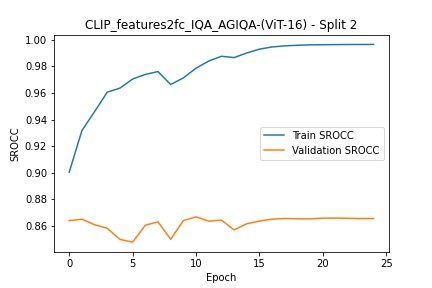 CLIP_features2fc_IQA_AGIQA-(ViT-16) - Split 2
1.00
0.98
0.96
0.94
0.92
0.90
0.88
0.86
SROCC
Train SROCC
Validation SROCC
0 5 10 15 20 25
Epoch